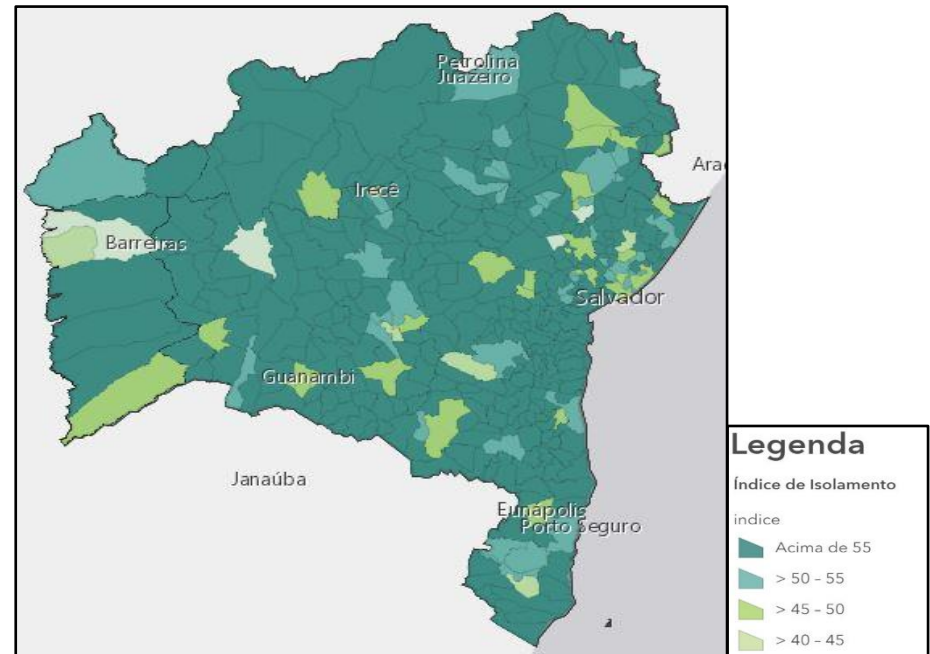 Petrolina
Juazeiro
Ara
Irecê
Barreiras
Salvador
Guanambi
Janaúba
Eunapolis
Porto Seguro
Legenda
Índice de Isolamento
indice
Acima de 55
> 50 - 55
> 45 - 50
> 40 - 45